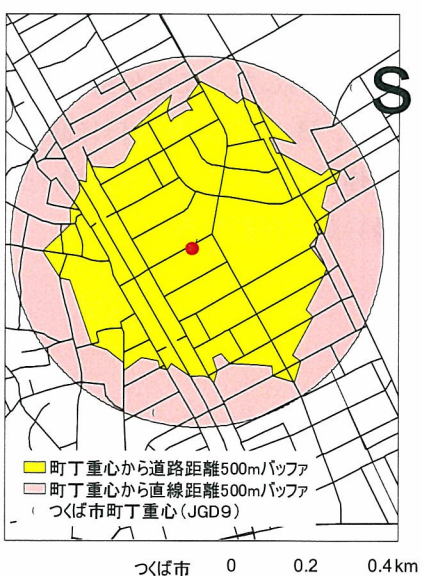 S
町丁重心から道路距離500mバッファ
町丁重心から直線距離500mバッファ
つくば市町丁重心(JGD9)
つくば市 0 0.2 0.4km